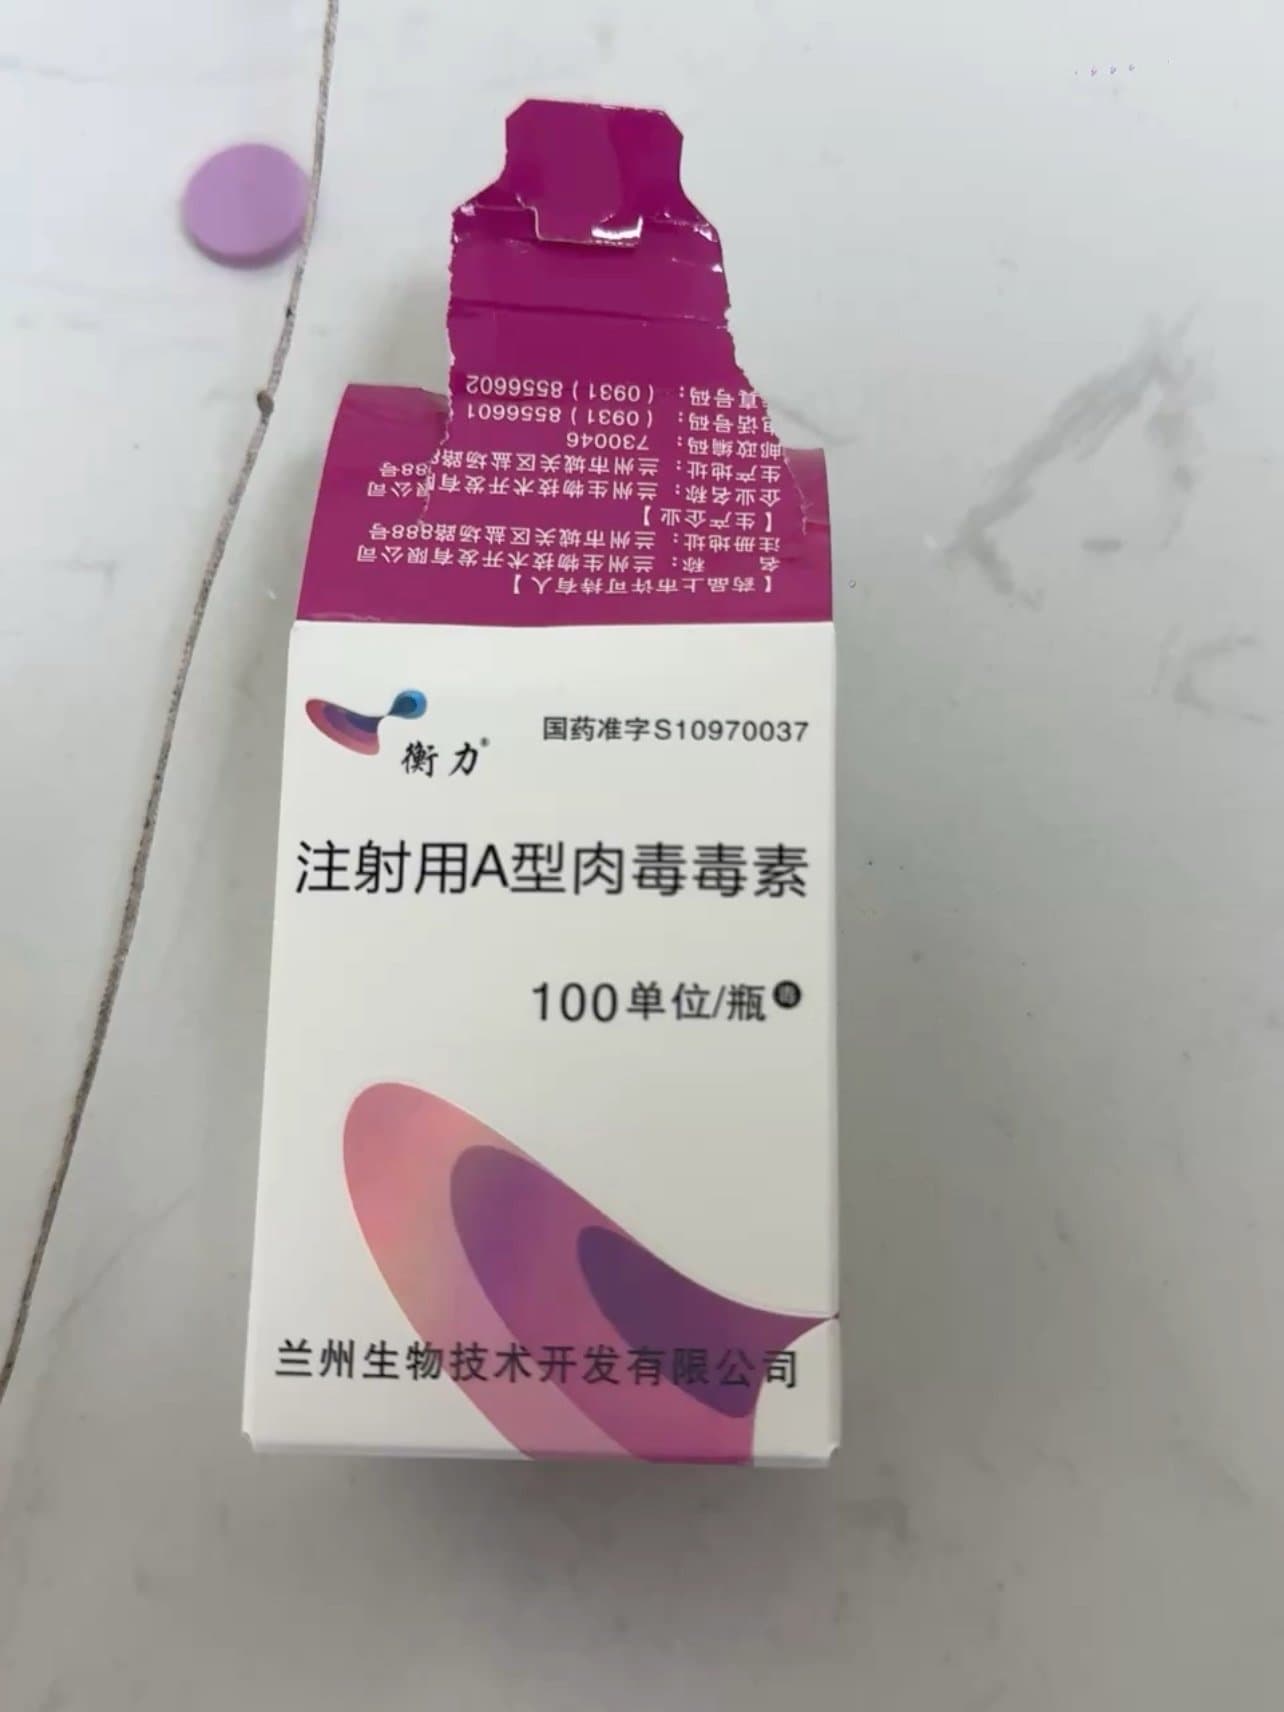 【药品上市许可持有人】
名 称：兰州生物技术开发有限公司
注册地址：兰州市城关区盐场路888号
【生产企业】
企业名称：兰州生物技术开发有限公司
生产地址：兰州市城关区盐场路888号
邮政编码：730046
电话号码：（0931）8556601
真号码：（0931）8556602
衡力®
国药准字S10970037
注射用A型肉毒毒素
100单位/瓶 毒
兰州生物技术开发有限公司